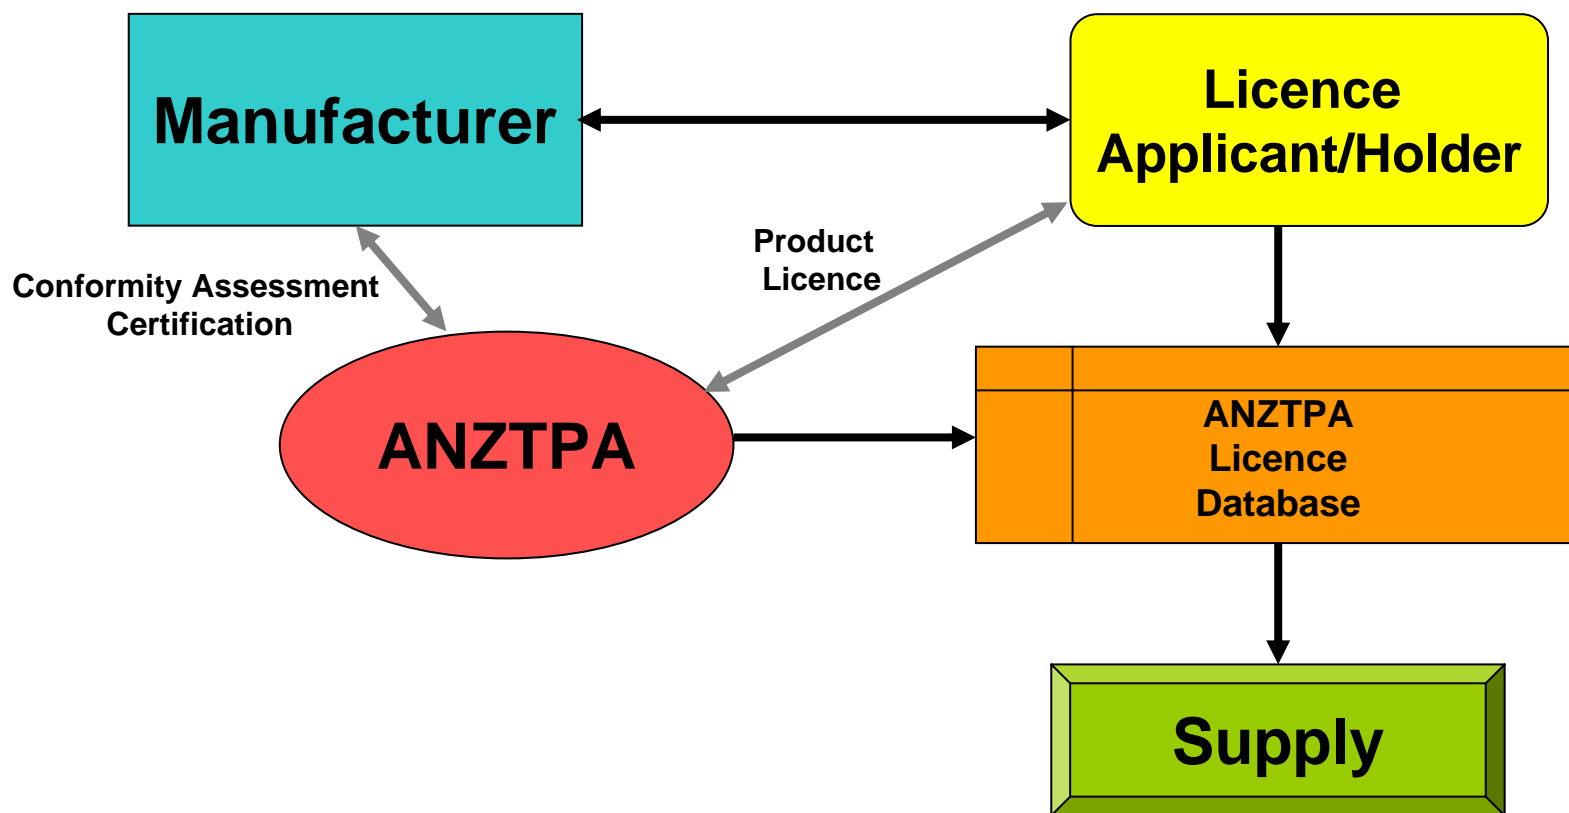 Manufacturer
Licence
Applicant/Holder
Product
Licence
Conformity Assessment
Certification
ANZTPA
ANZTPA
Licence
Database
Supply